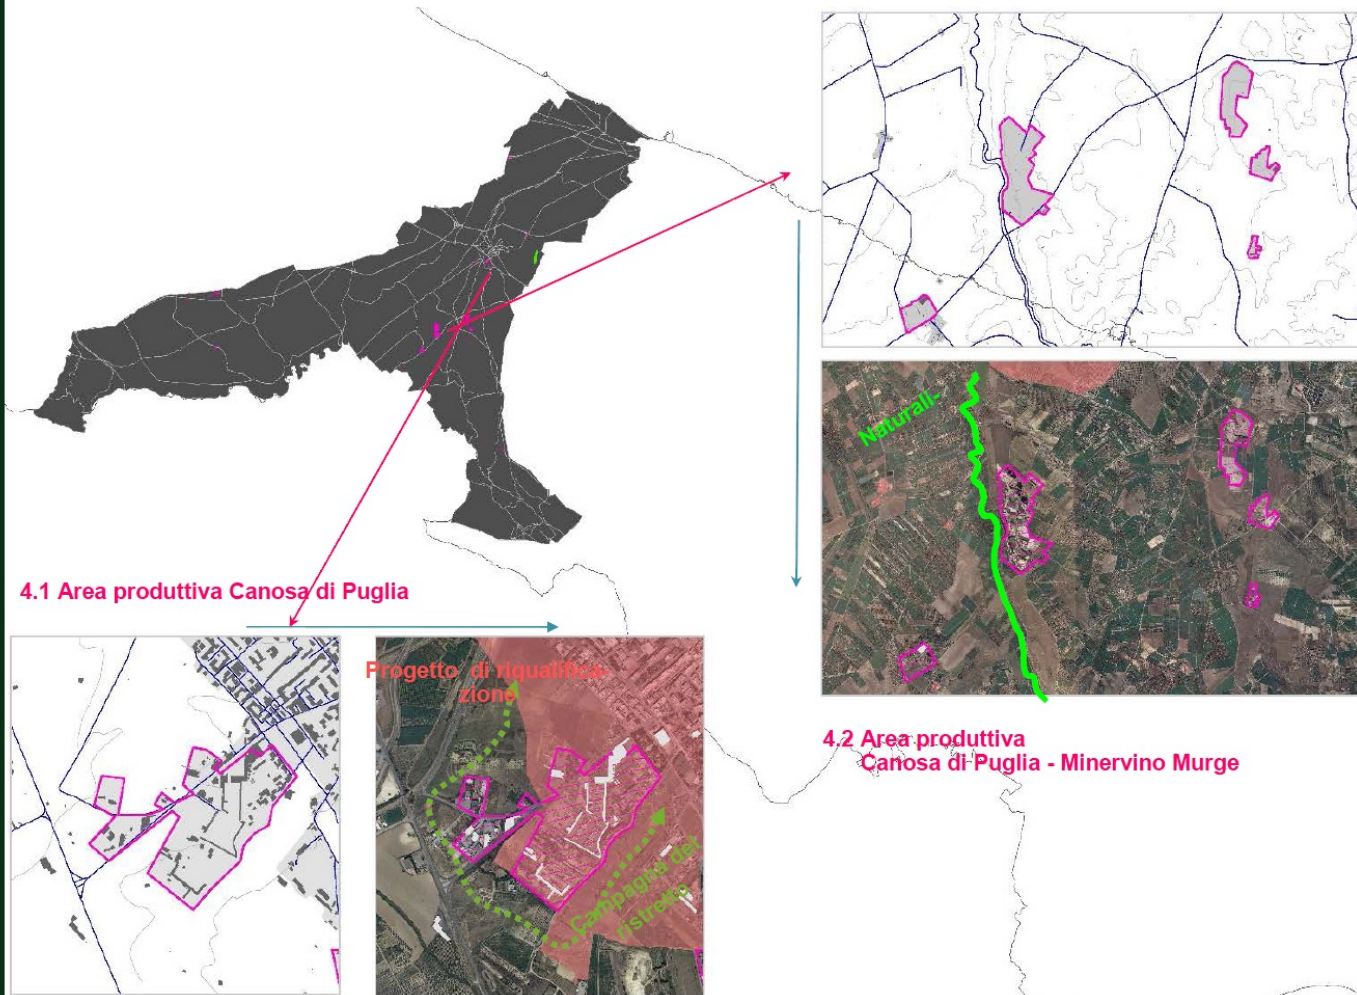 Naturali-
4.1 Area produttiva Canosa di Puglia
Progetto di riqualifica-
zione
Campagna del
ristretto
4.2 Area produttiva
Canosa di Puglia - Minervino Murge